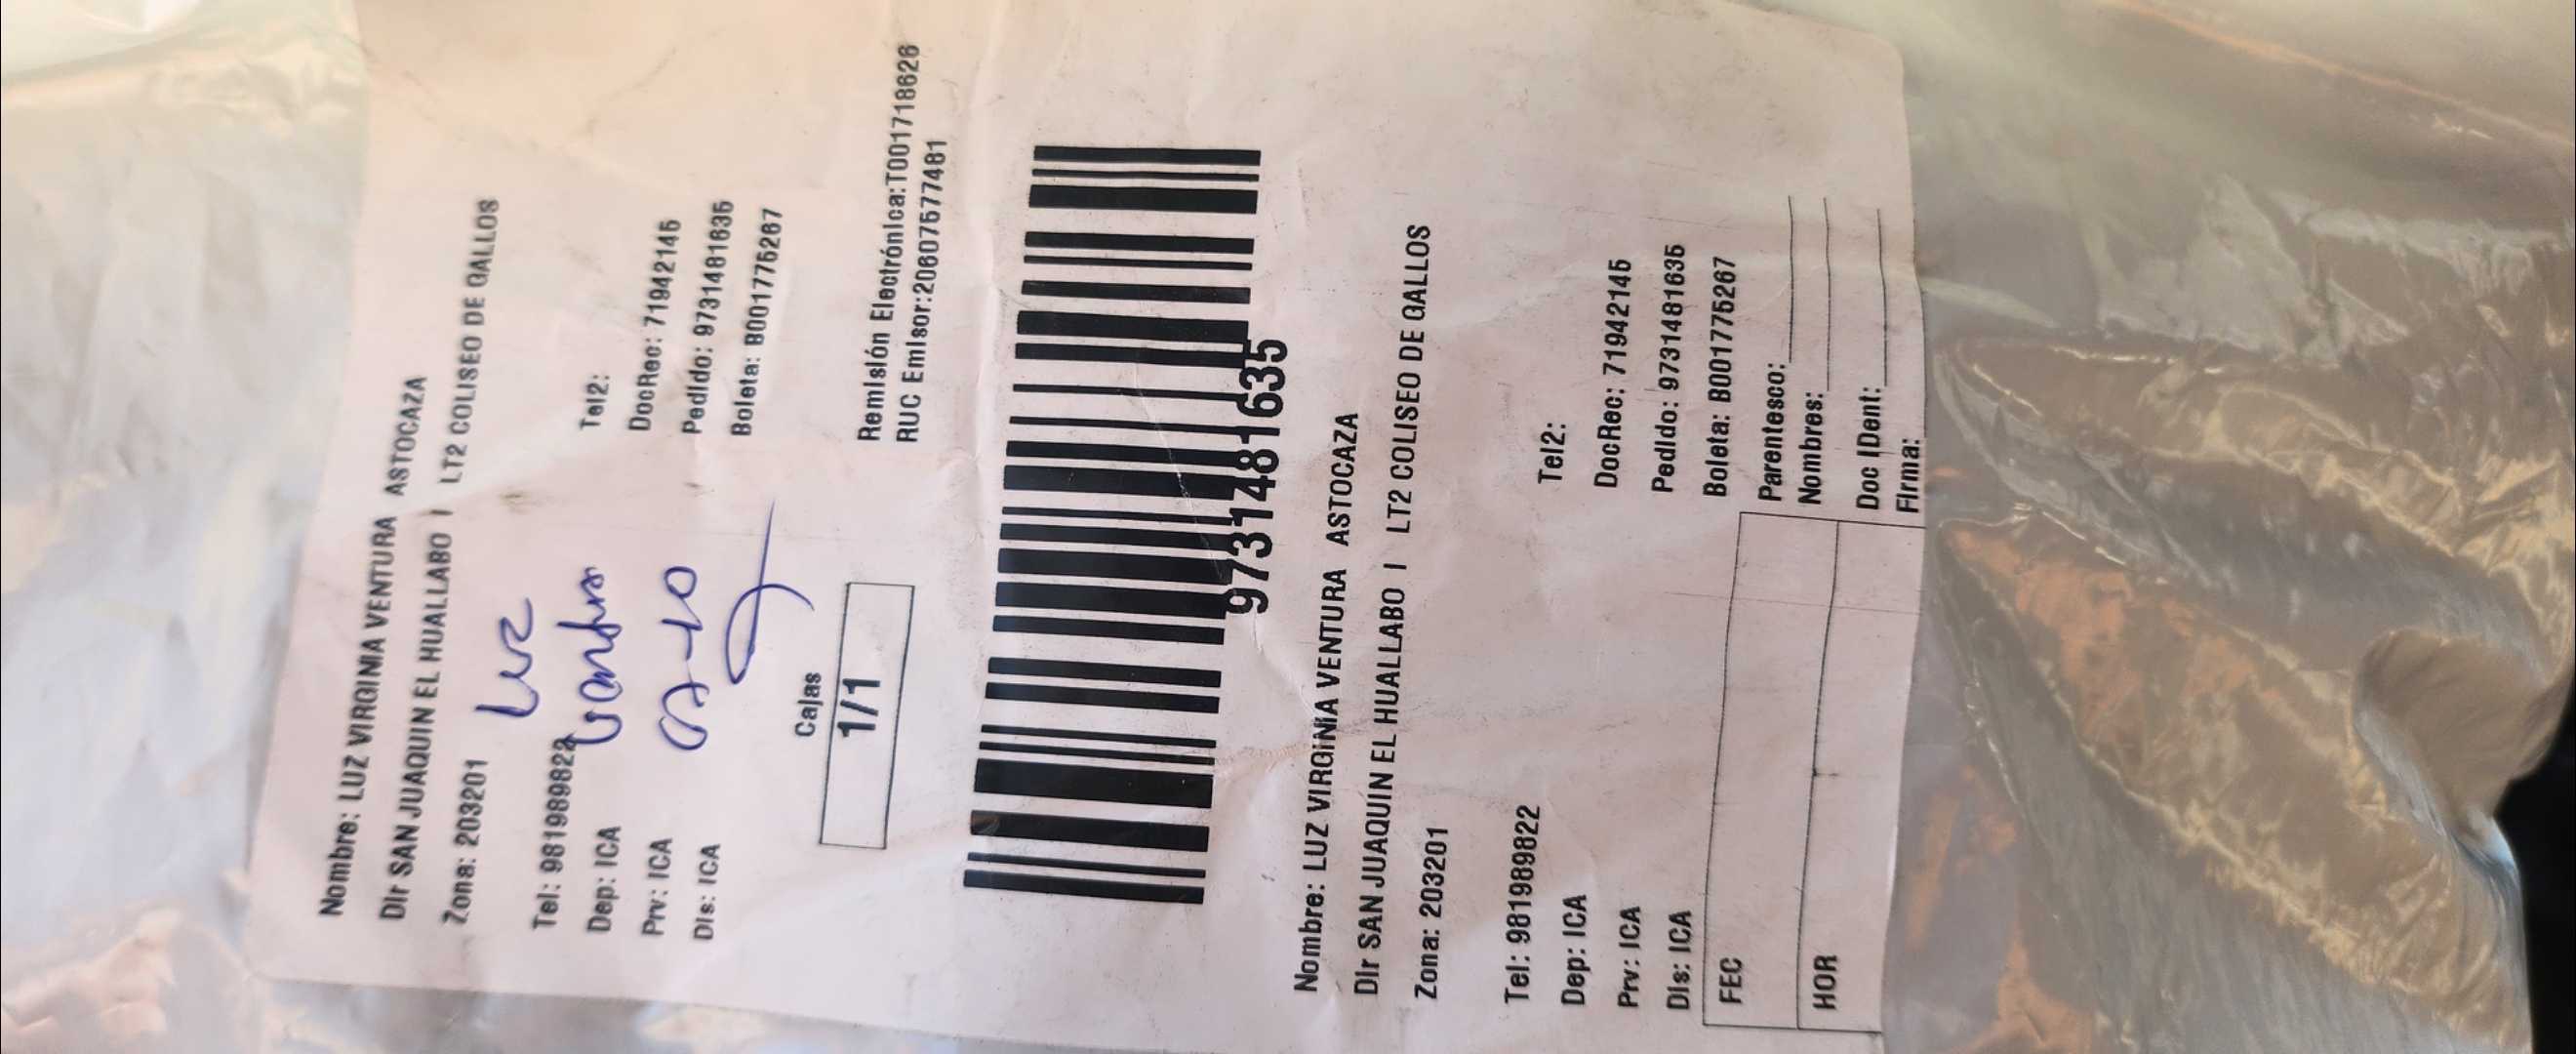 Nombre: LUZ VIRGINIA VENTURA ASTOCAZA
Dir SAN JUAQUIN EL HUALLABO I LT2 COLISEO DE GALLOS
Zona: 203201
Luz
Tel: 981989822
Tel2:
Ventura
Dep: ICA
DocRec: 71942145
Prv: ICA
Pedido: 9731481635
Dis: ICA
Boleta: B001775267
Cajas
1/1
Remisión Electrónica:T001718626
RUC Emisor:20607577481
9731481635
Nombre: LUZ VIRGINIA VENTURA ASTOCAZA
Dir SAN JUAQUIN EL HUALLABO I LT2 COLISEO DE GALLOS
Zona: 203201
Tel: 981989822
Tel2:
Dep: ICA
DocRec: 71942145
Prv: ICA
Pedido: 9731481635
Dis: ICA
Boleta: B001775267
FEC
Parentesco:
Nombres:
HOR
Doc IDent:
Firma: